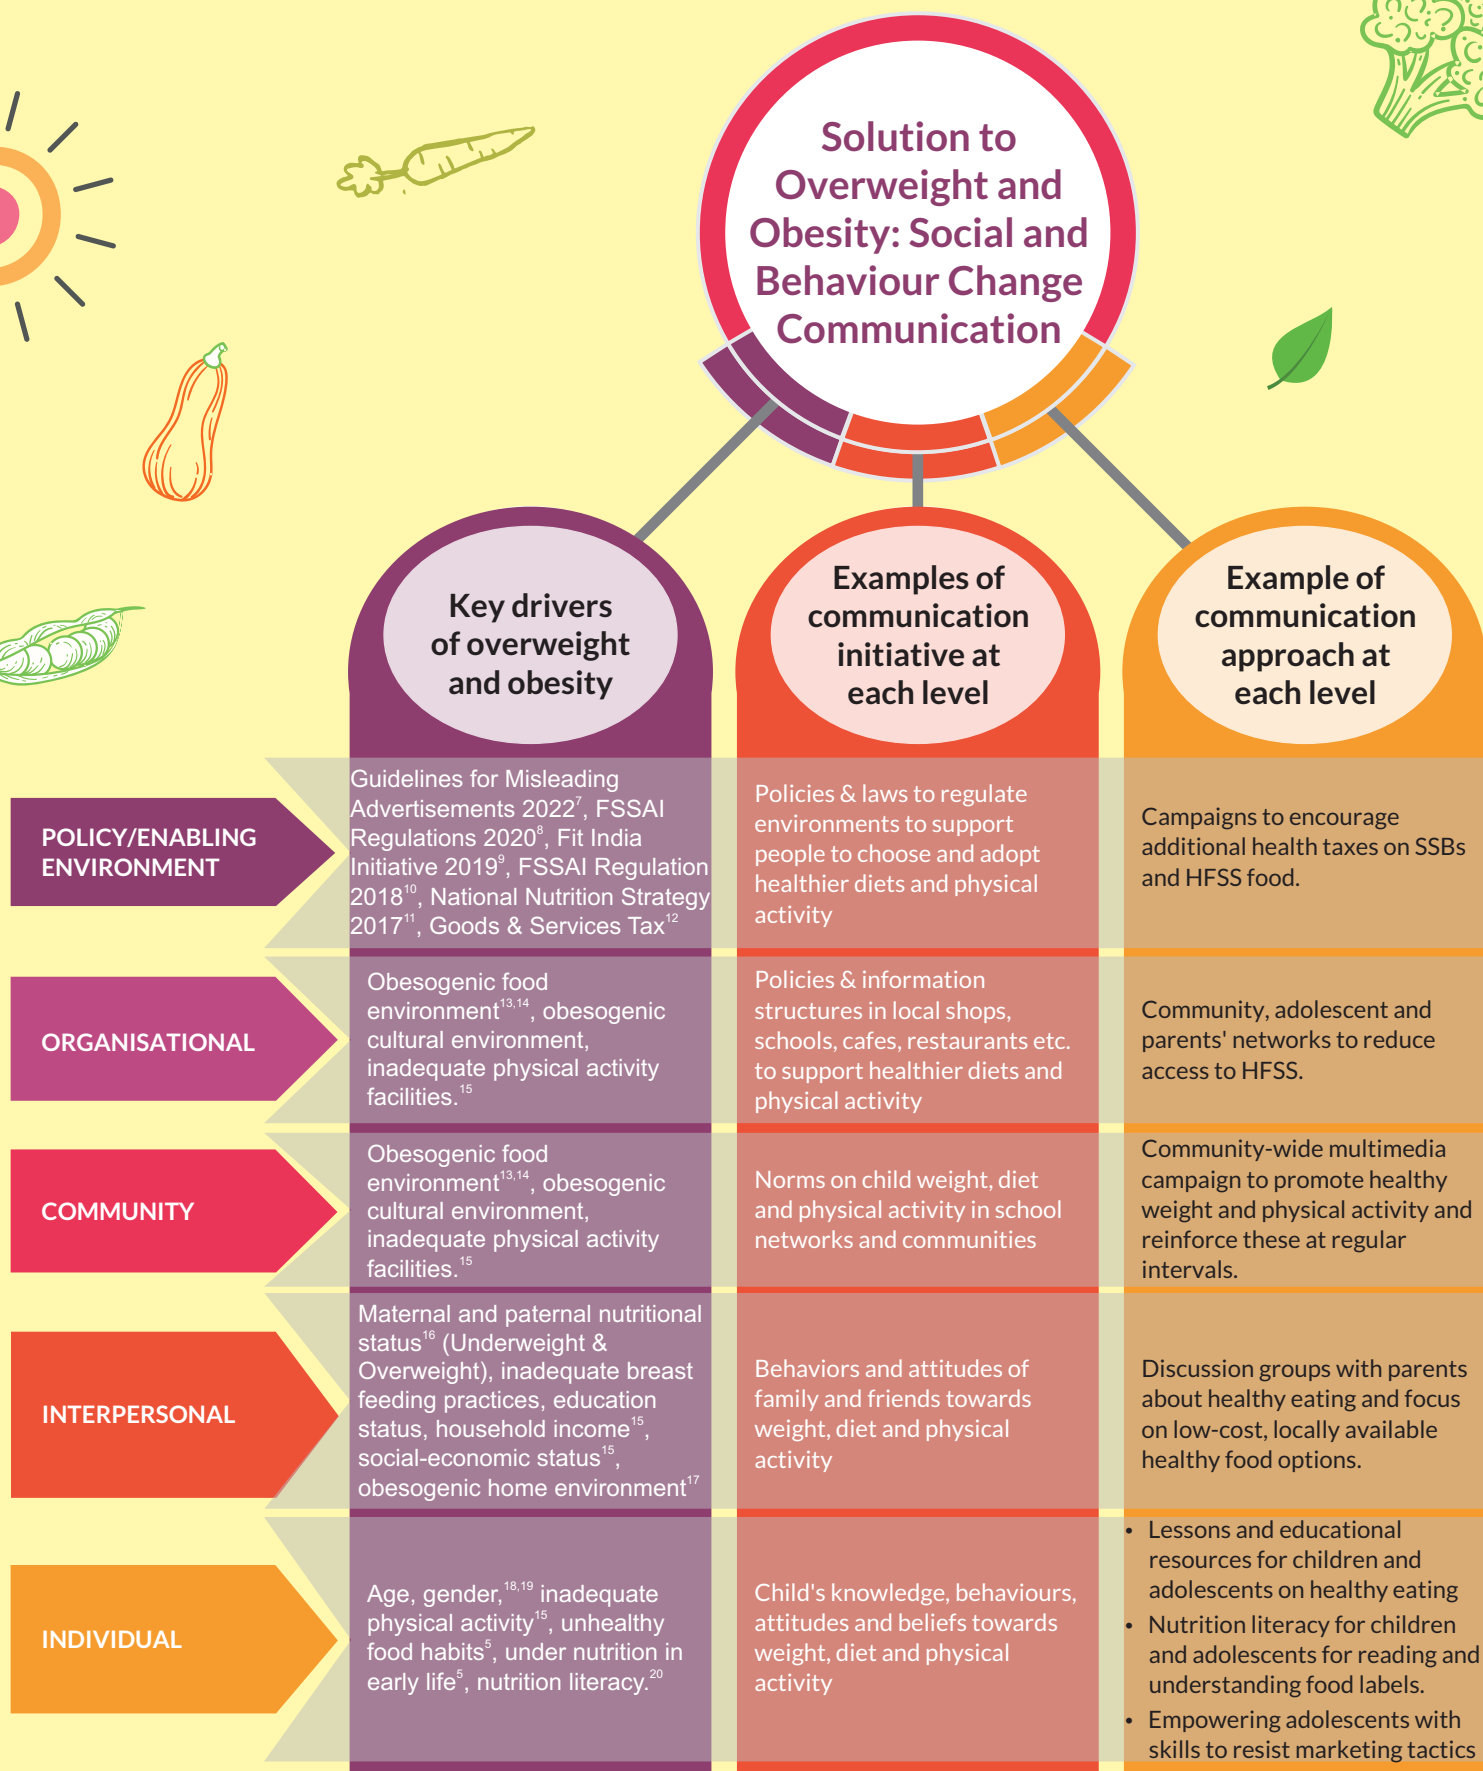 Solution to
Overweight and
Obesity: Social and
Behaviour Change
Communication
Key drivers
of overweight
and obesity
Examples of
communication
initiative at
each level
Example of
communication
approach at
each level
POLICY/ENABLING
ENVIRONMENT
Guidelines for Misleading
Advertisements 2022⁷, FSSAI
Regulations 2020⁸, Fit India
Initiative 2019⁹, FSSAI Regulation
2018¹⁰, National Nutrition Strategy
2017¹¹, Goods & Services Tax¹²
Policies & laws to regulate
environments to support
people to choose and adopt
healthier diets and physical
activity
Campaigns to encourage
additional health taxes on SSBs
and HFSS food.
ORGANISATIONAL
Obesogenic food
environment¹³,¹⁴, obesogenic
cultural environment,
inadequate physical activity
facilities.¹⁵
Policies & information
structures in local shops,
schools, cafes, restaurants etc.
to support healthier diets and
physical activity
Community, adolescent and
parents' networks to reduce
access to HFSS.
COMMUNITY
Obesogenic food
environment¹³,¹⁴, obesogenic
cultural environment,
inadequate physical activity
facilities.¹⁵
Norms on child weight, diet
and physical activity in school
networks and communities
Community-wide multimedia
campaign to promote healthy
weight and physical activity and
reinforce these at regular
intervals.
INTERPERSONAL
Maternal and paternal nutritional
status¹⁶ (Underweight &
Overweight), inadequate breast
feeding practices, education
status, household income¹⁵,
social-economic status¹⁵,
obesogenic home environment¹⁷
Behaviors and attitudes of
family and friends towards
weight, diet and physical
activity
Discussion groups with parents
about healthy eating and focus
on low-cost, locally available
healthy food options.
INDIVIDUAL
Age, gender,¹⁸,¹⁹ inadequate
physical activity¹⁵, unhealthy
food habits⁵, under nutrition in
early life⁵, nutrition literacy.²⁰
Child's knowledge, behaviours,
attitudes and beliefs towards
weight, diet and physical
activity
• Lessons and educational
resources for children and
adolescents on healthy eating
• Nutrition literacy for children
and adolescents for reading and
understanding food labels.
• Empowering adolescents with
skills to resist marketing tactics